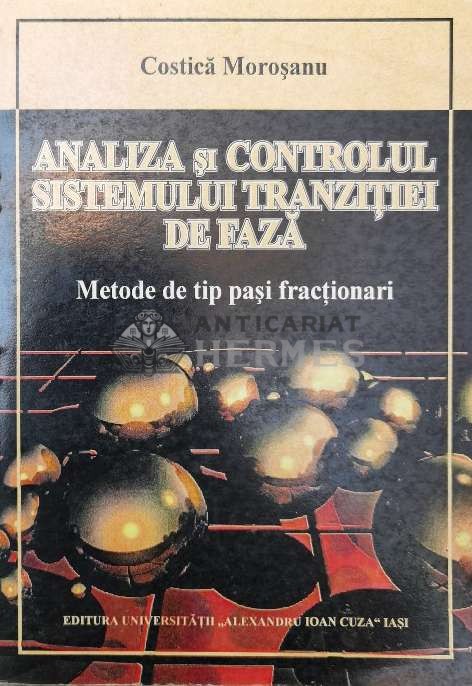 Costică Moroşanu
ANALIZA ŞI CONTROLUL
SISTEMULUI TRANZIŢIEI
DE FAZĂ
Metode de tip paşi fracţionari
ANTICARIAT
HERMES
EDITURA UNIVERSITĂŢII „ALEXANDRU IOAN CUZA“ IAŞI